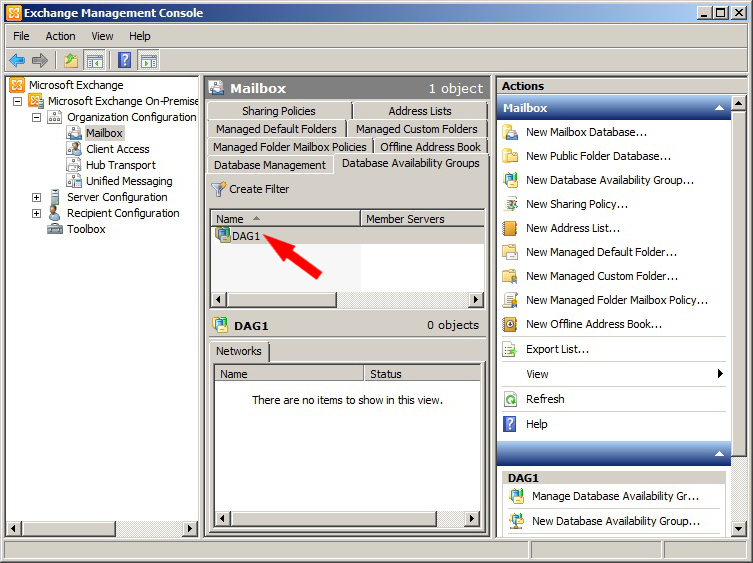 Exchange Management Console
File Action View Help
Microsoft Exchange
Microsoft Exchange On-Premise
Organization Configuration
Mailbox
Client Access
Hub Transport
Unified Messaging
Server Configuration
Recipient Configuration
Toolbox
Mailbox 1 object
Sharing Policies Address Lists
Managed Default Folders Managed Custom Folders
Managed Folder Mailbox Policies Offline Address Book
Database Management Database Availability Groups
Create Filter
Name Member Servers
DAG1
DAG1 0 objects
Networks
Name Status
There are no items to show in this view.
Actions
Mailbox
New Mailbox Database...
New Public Folder Database...
New Database Availability Group...
New Sharing Policy...
New Address List...
New Managed Default Folder...
New Managed Custom Folder...
New Managed Folder Mailbox Policy...
New Offline Address Book...
Export List...
View
Refresh
Help
DAG1
Manage Database Availability Gr...
New Database Availability Group...